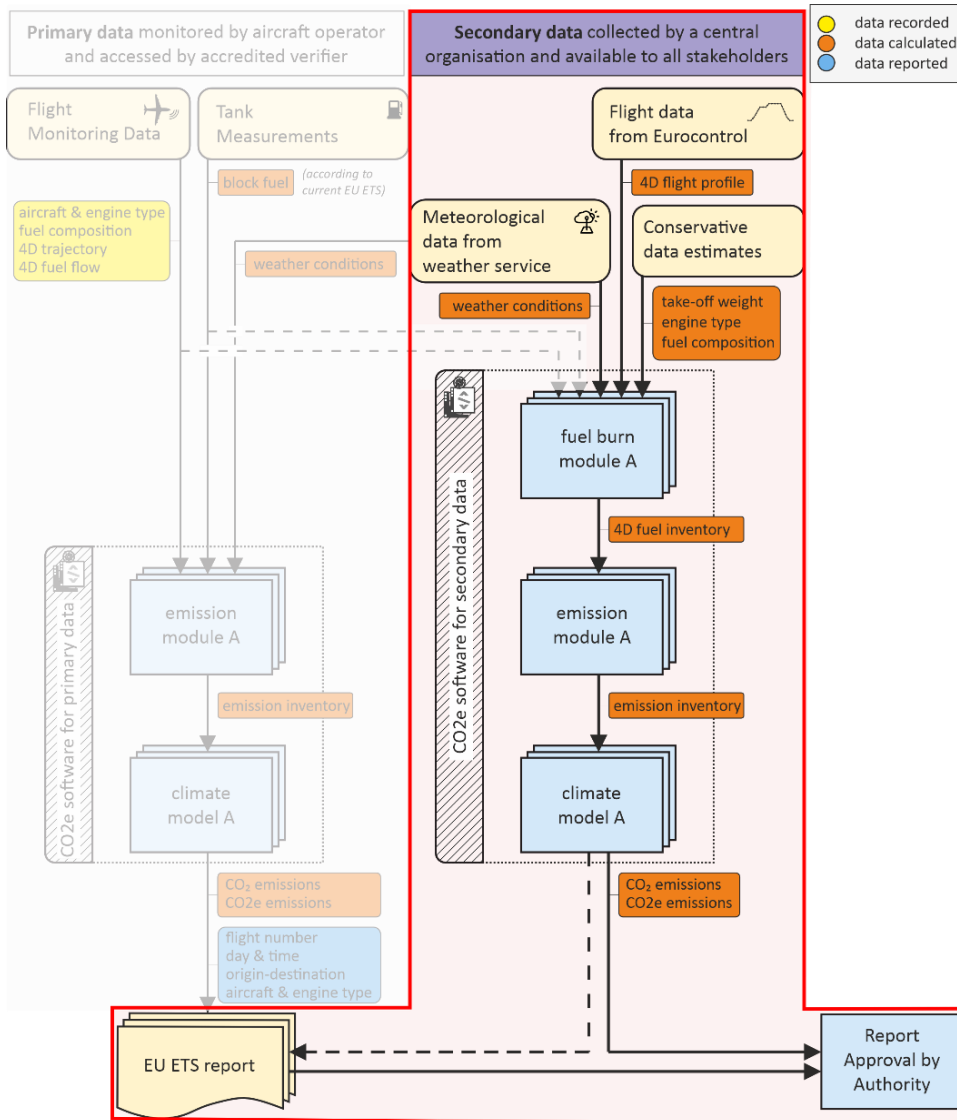 Primary data monitored by aircraft operator
and accessed by accredited verifier
Secondary data collected by a central
organisation and available to all stakeholders
data recorded
data calculated
data reported
Flight
Monitoring Data
Tank
Measurements
Flight data
from Eurocontrol
block fuel
(according to
current EU ETS)
4D flight profile
aircraft & engine type
fuel composition
4D trajectory
4D fuel flow
Meteorological
data from
weather service
Conservative
data estimates
weather conditions
weather conditions
take-off weight
engine type
fuel composition
fuel burn
module A
4D fuel inventory
CO2e software for primary data
CO2e software for secondary data
emission
module A
emission
module A
emission inventory
emission inventory
climate
model A
climate
model A
CO₂ emissions
CO2e emissions
CO₂ emissions
CO2e emissions
flight number
day & time
origin-destination
aircraft & engine type
EU ETS report
Report
Approval by
Authority